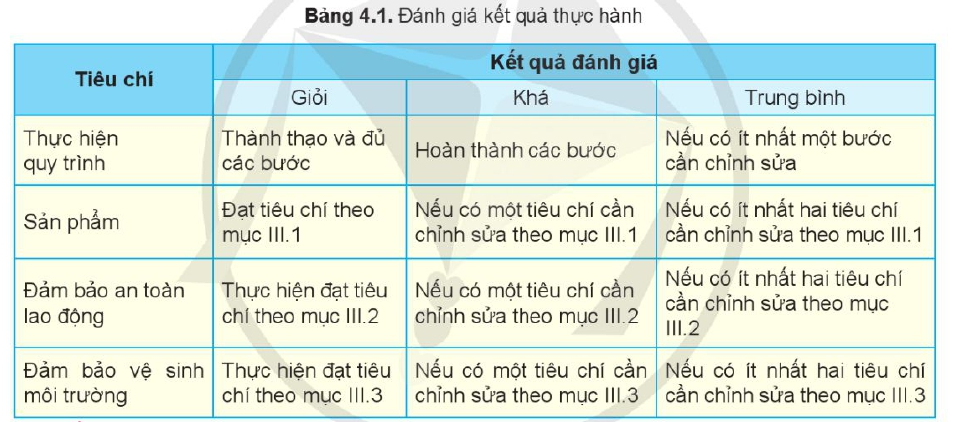 Bảng 4.1. Đánh giá kết quả thực hành
Tiêu chí
Kết quả đánh giá
Giỏi
Khá
Trung bình
Thực hiện
quy trình
Thành thạo và đủ
các bước
Hoàn thành các bước
Nếu có ít nhất một bước
cần chỉnh sửa
Sản phẩm
Đạt tiêu chí theo
mục III.1
Nếu có một tiêu chí cần
chỉnh sửa theo mục III.1
Nếu có ít nhất hai tiêu chí
cần chỉnh sửa theo mục III.1
Đảm bảo an toàn
lao động
Thực hiện đạt tiêu
chí theo mục III.2
Nếu có một tiêu chí cần
chỉnh sửa theo mục III.2
Nếu có ít nhất hai tiêu chí
cần chỉnh sửa theo mục
III.2
Đảm bảo vệ sinh
môi trường
Thực hiện đạt tiêu
chí theo mục III.3
Nếu có một tiêu chí cần
chỉnh sửa theo mục III.3
Nếu có ít nhất hai tiêu chí
cần chỉnh sửa theo mục III.3